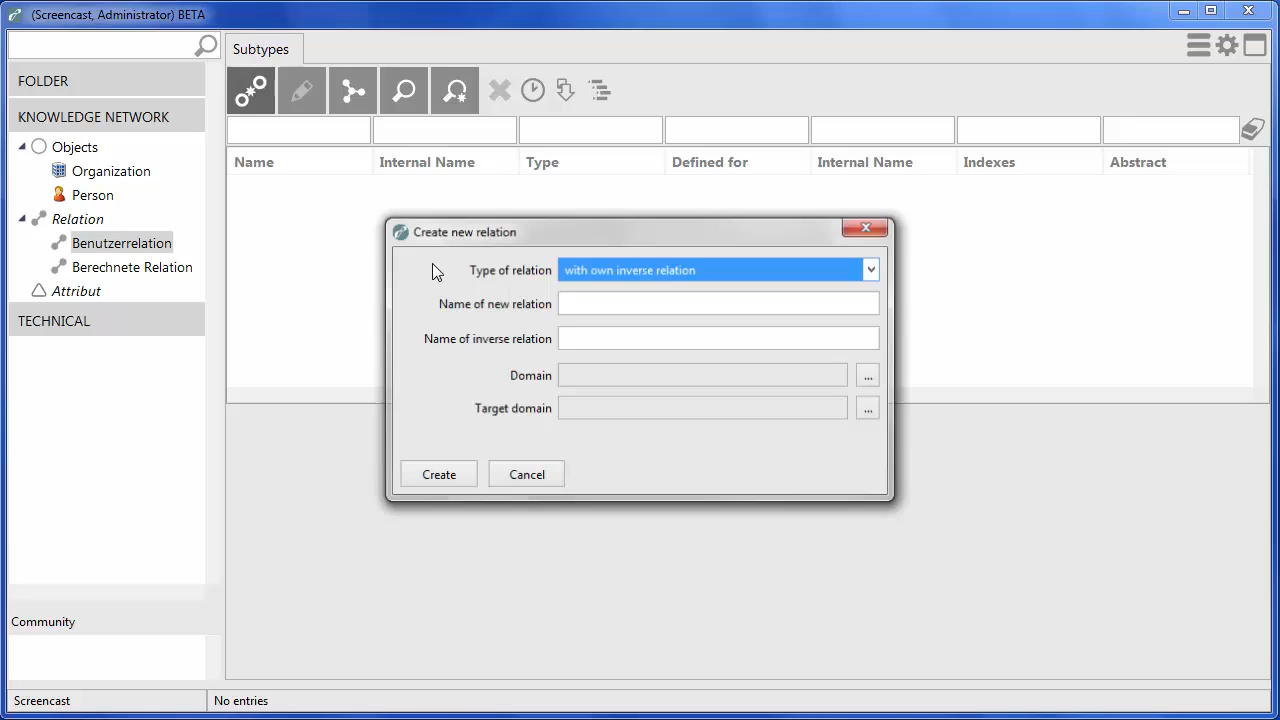 (Screencast, Administrator) BETA
FOLDER
KNOWLEDGE NETWORK
Objects
Organization
Person
Relation
Benutzerrelation
Berechnete Relation
Attribut
TECHNICAL
Community
Subtypes
Name Internal Name Type Defined for Internal Name Indexes Abstract
Create new relation
Type of relation with own inverse relation
Name of new relation
Name of inverse relation
Domain ...
Target domain ...
Create Cancel
Screencast No entries